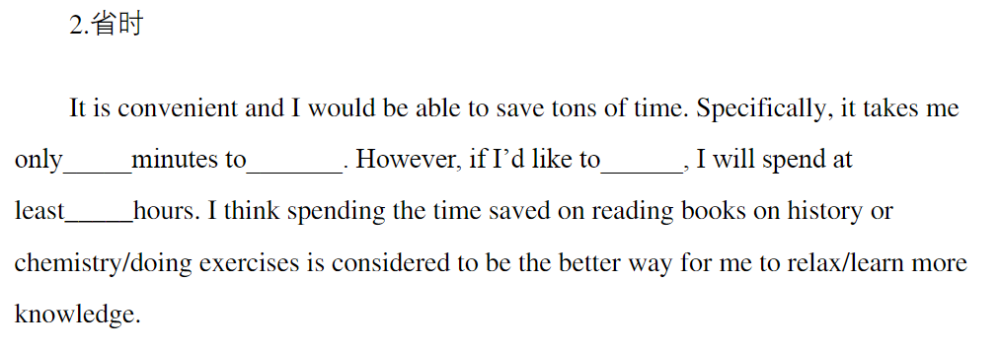 2.省时
It is convenient and I would be able to save tons of time. Specifically, it takes me
only_____minutes to_______. However, if I’d like to______, I will spend at
least_____hours. I think spending the time saved on reading books on history or
chemistry/doing exercises is considered to be the better way for me to relax/learn more
knowledge.